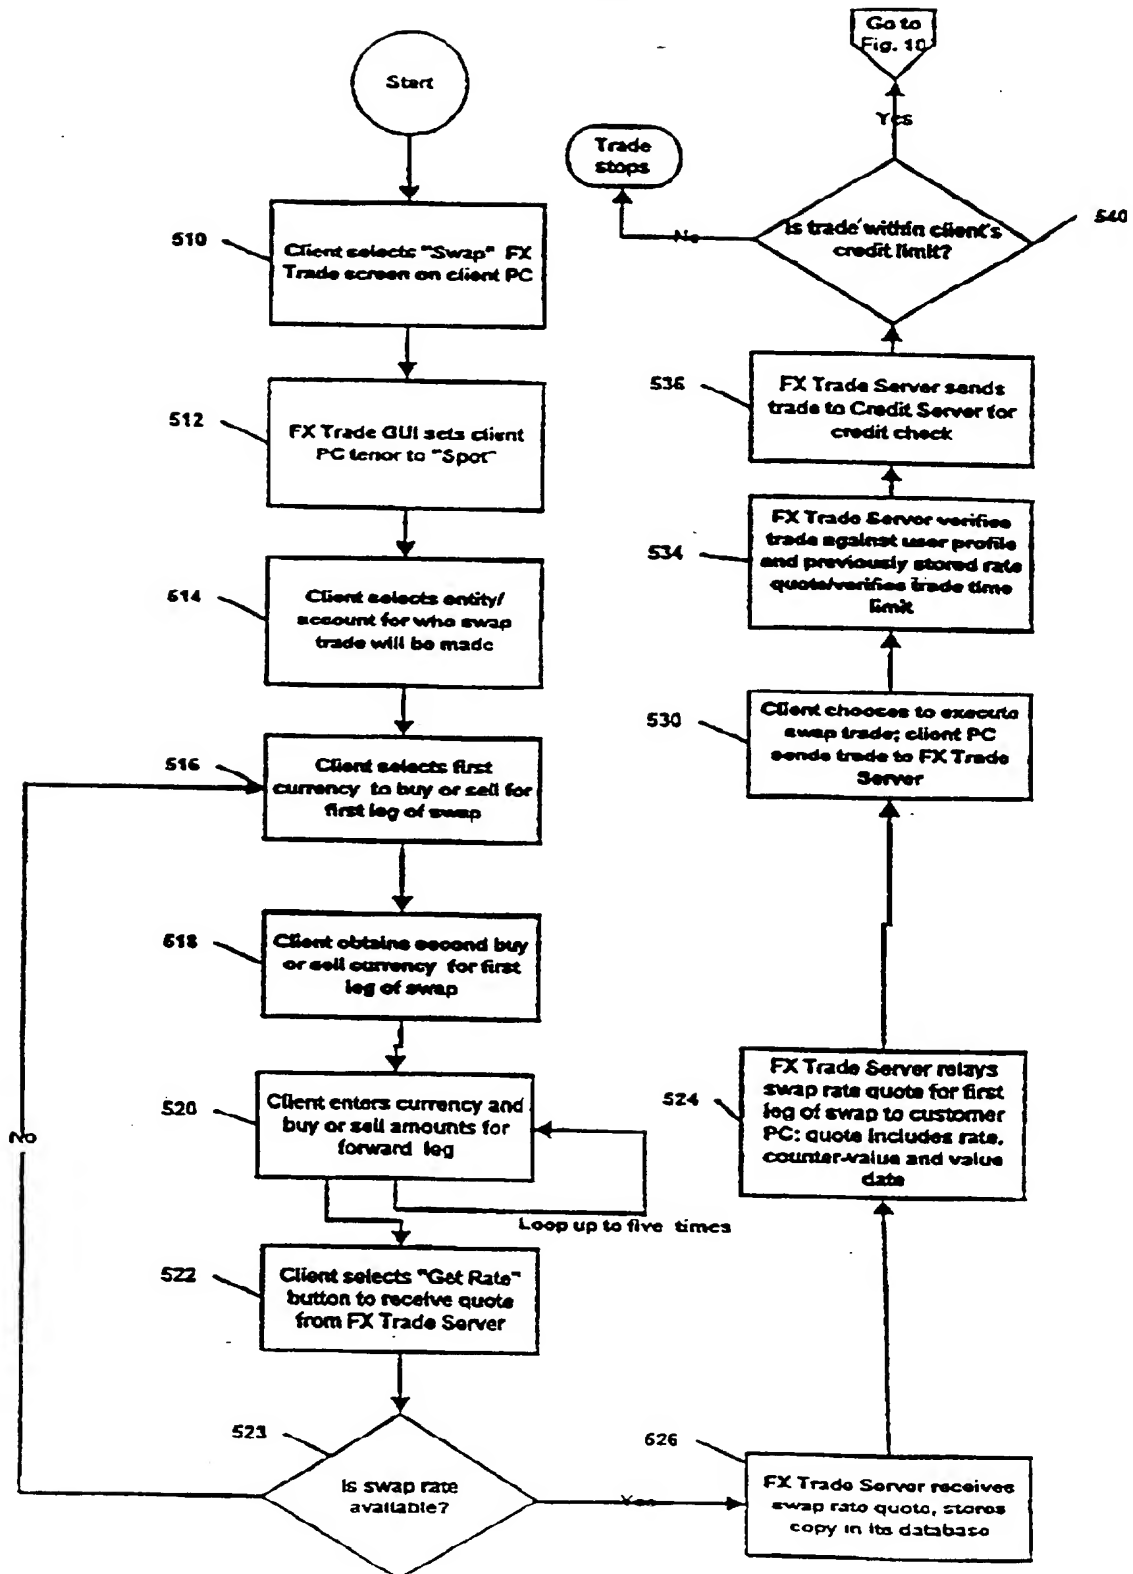 Start
510
Client selects "Swap" FX
Trade screen on client PC
512
FX Trade GUI sets client
PC tenor to "Spot"
514
Client selects entity/
account for who swap
trade will be made
516
Client selects first
currency to buy or sell for
first leg of swap
518
Client obtains second buy
or sell currency for first
leg of swap
520
Client enters currency and
buy or sell amounts for
forward leg
Loop up to five times
522
Client selects "Get Rate"
button to receive quote
from FX Trade Server
523
Is swap rate
available?
No
Yes
526
FX Trade Server receives
swap rate quote, stores
copy in its database
524
FX Trade Server relays
swap rate quote for first
leg of swap to customer
PC; quote includes rate,
counter-value and value
date
530
Client chooses to execute
swap trade; client PC
sends trade to FX Trade
Server
534
FX Trade Server verifies
trade against user profile
and previously stored rate
quote/verifies trade time
limit
536
FX Trade Server sends
trade to Credit Server for
credit check
540
Is trade within client's
credit limit?
No
Trade
stops
Yes
Go to
Fig. 10